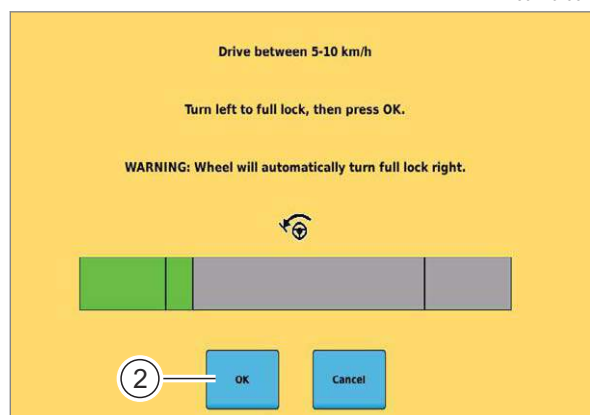 Drive between 5-10 km/h
Turn left to full lock, then press OK.
WARNING: Wheel will automatically turn full lock right.
2
OK
Cancel